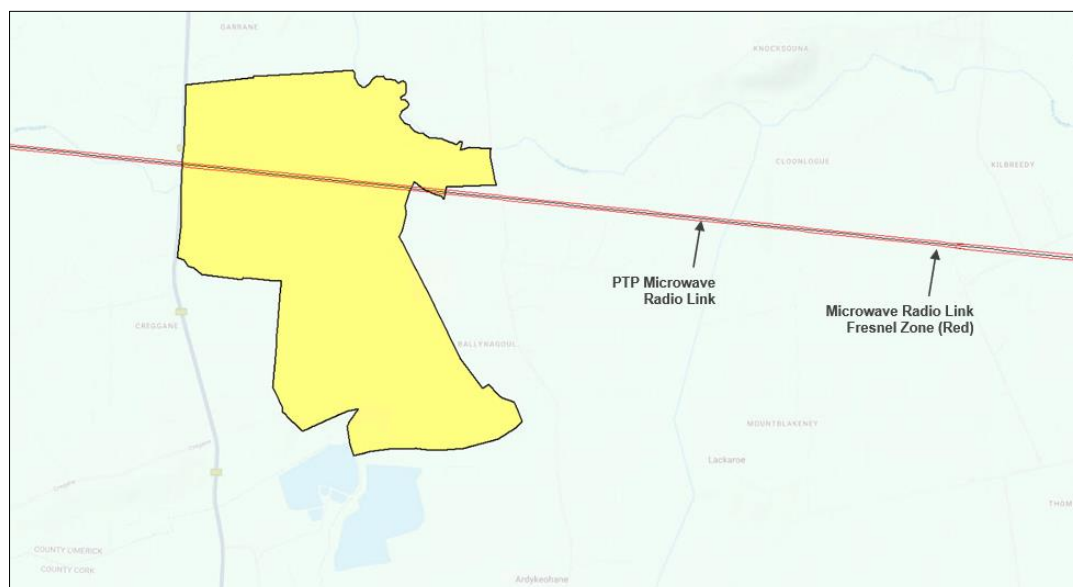 GARRANE
KNOCKSOUNA
CLOONLOGUE
KILBREEDY
PTP Microwave
Radio Link
Microwave Radio Link
Fresnel Zone (Red)
CREGGANE
BALLYNAGOUL
MOUNTBLAKENEY
Lackaroe
THOM
COUNTY LIMERICK
COUNTY CORK
Ardykeohane